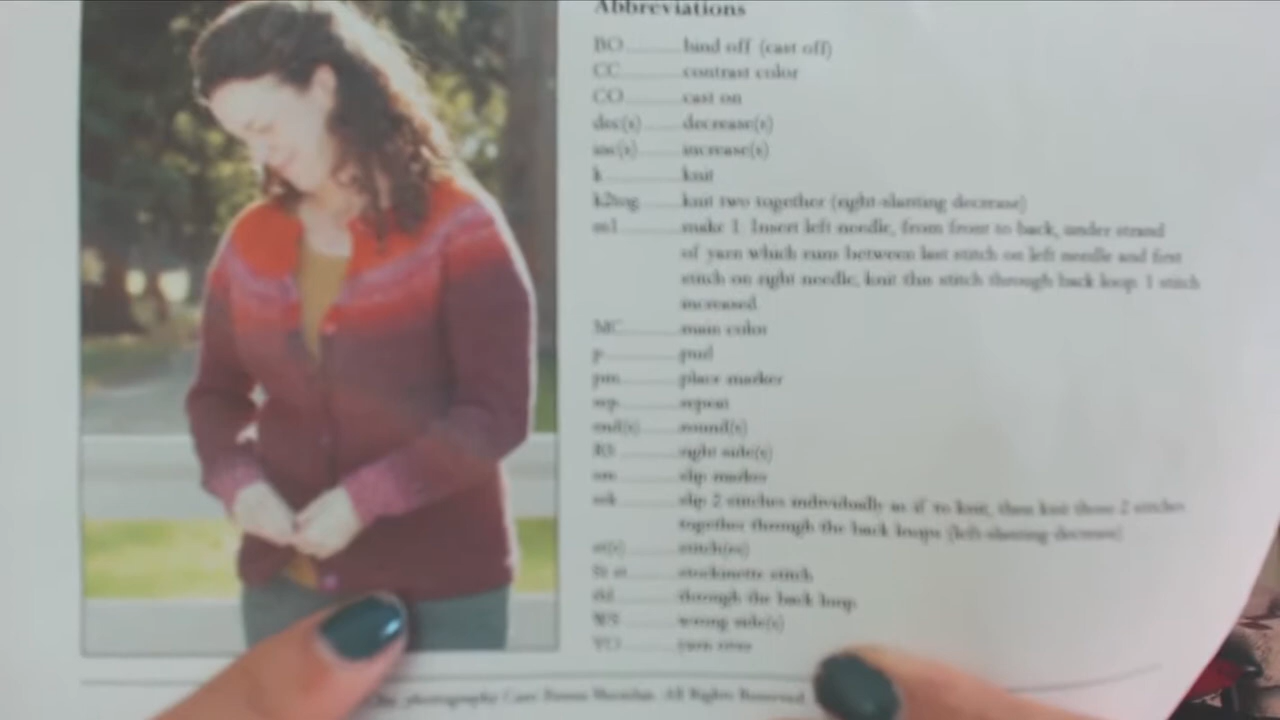 Abbreviations
BO bind off (cast off)
CC contrast color
CO cast on
dec(s) decrease(s)
inc(s) increase(s)
k knit
k2tog knit two together (right-slanting decrease)
m1 make 1. Insert left needle, from front to back, under strand
of yarn which runs between last stitch on left needle and first
stitch on right needle, knit this stitch through back loop. 1 stitch
increased.
MC main color
p purl
pm place marker
rep repeat
rnd(s) round(s)
RS right side(s)
sm slip marker
ssk slip 2 stitches individually as if to knit, then knit those 2 stitches
together through the back loops (left-slanting decrease)
st(s) stitch(es)
St st stockinette stitch
tbl through the back loop
WS wrong side(s)
YO yarn over
photography All Rights Reserved